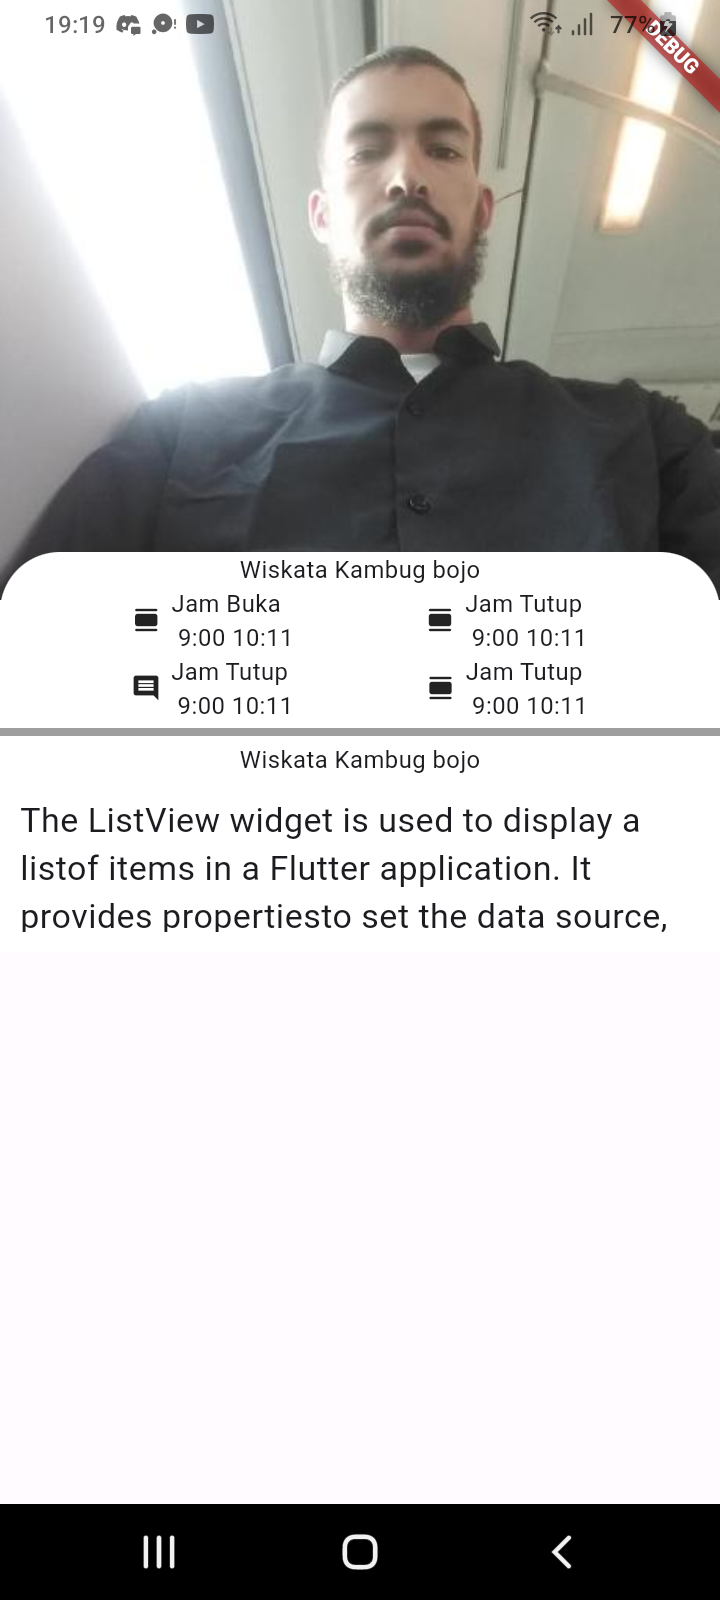 19:19
77%
DEBUG
Wiskata Kambug bojo
Jam Buka Jam Tutup
9:00 10:11 9:00 10:11
Jam Tutup Jam Tutup
9:00 10:11 9:00 10:11
Wiskata Kambug bojo
The ListView widget is used to display a
listof items in a Flutter application. It
provides propertiesto set the data source,